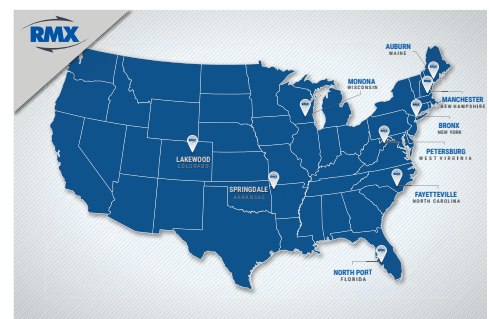 RMX
AUBURN
MAINE
MONONA
WISCONSIN
MANCHESTER
NEW HAMPSHIRE
BRONX
NEW YORK
PETERSBURG
WEST VIRGINIA
LAKEWOOD
COLORADO
SPRINGDALE
ARKANSAS
FAYETTEVILLE
NORTH CAROLINA
NORTH PORT
FLORIDA